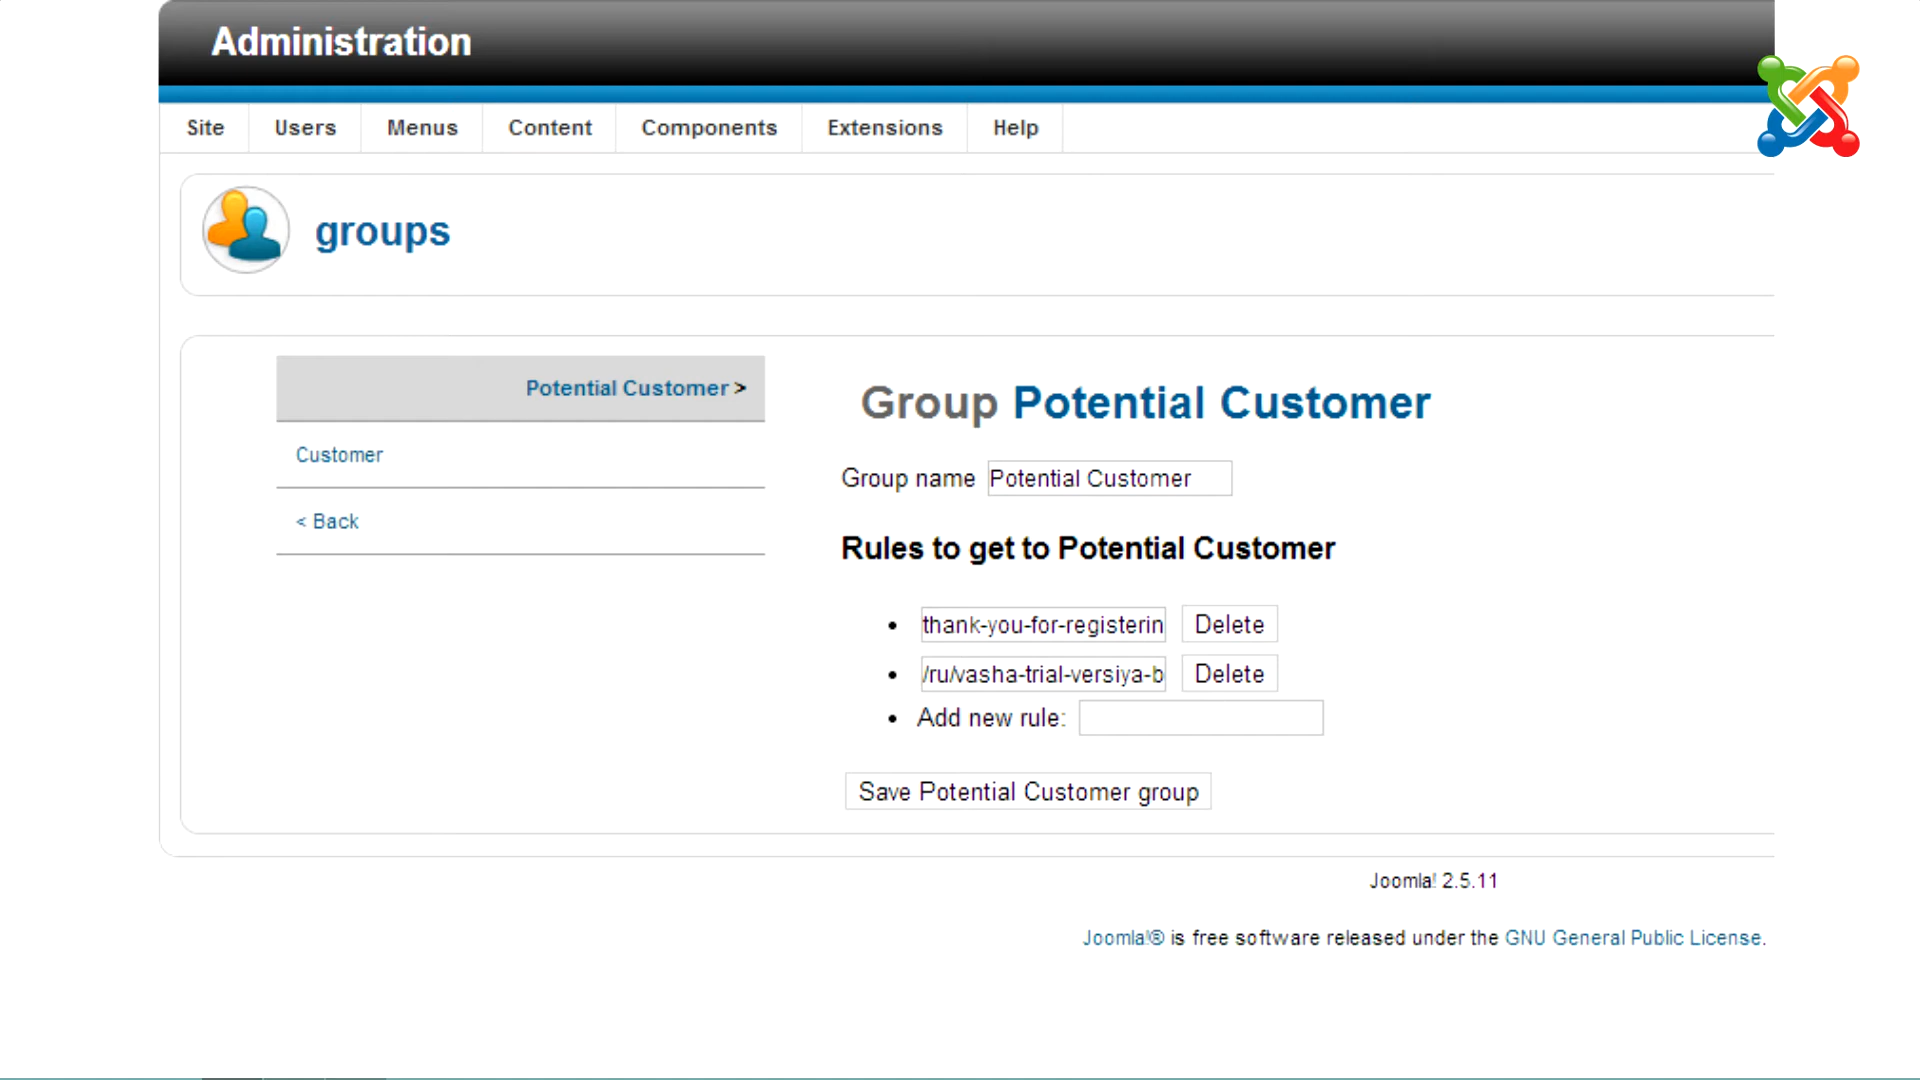 Administration
Site Users Menus Content Components Extensions Help
groups
Potential Customer >
Customer
< Back
Group Potential Customer
Group name Potential Customer
Rules to get to Potential Customer
thank-you-for-registerin Delete
/ru/vasha-trial-versiya-b Delete
Add new rule:
Save Potential Customer group
Joomla! 2.5.11
Joomla!® is free software released under the GNU General Public License.